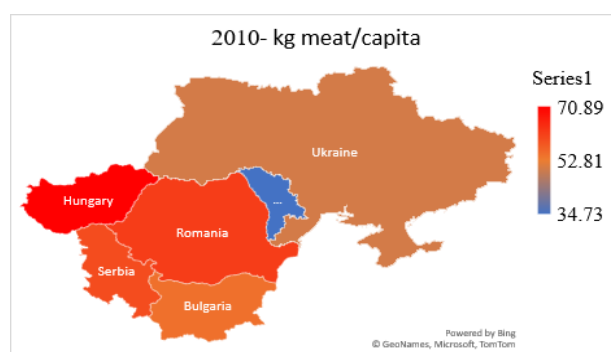 2010- kg meat/capita
Series1
70.89
52.81
34.73
Ukraine
Hungary
...
Romania
Serbia
Bulgaria
Powered by Bing
© GeoNames, Microsoft, TomTom